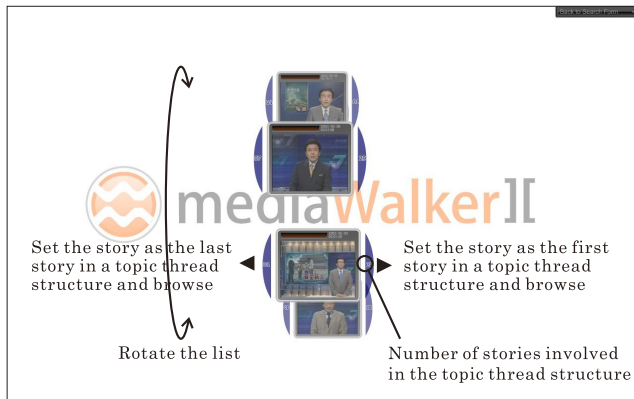 Back to Search Form
mediaWalker II
Set the story as the last
story in a topic thread
structure and browse
Set the story as the first
story in a topic thread
structure and browse
Rotate the list
Number of stories involved
in the topic thread structure